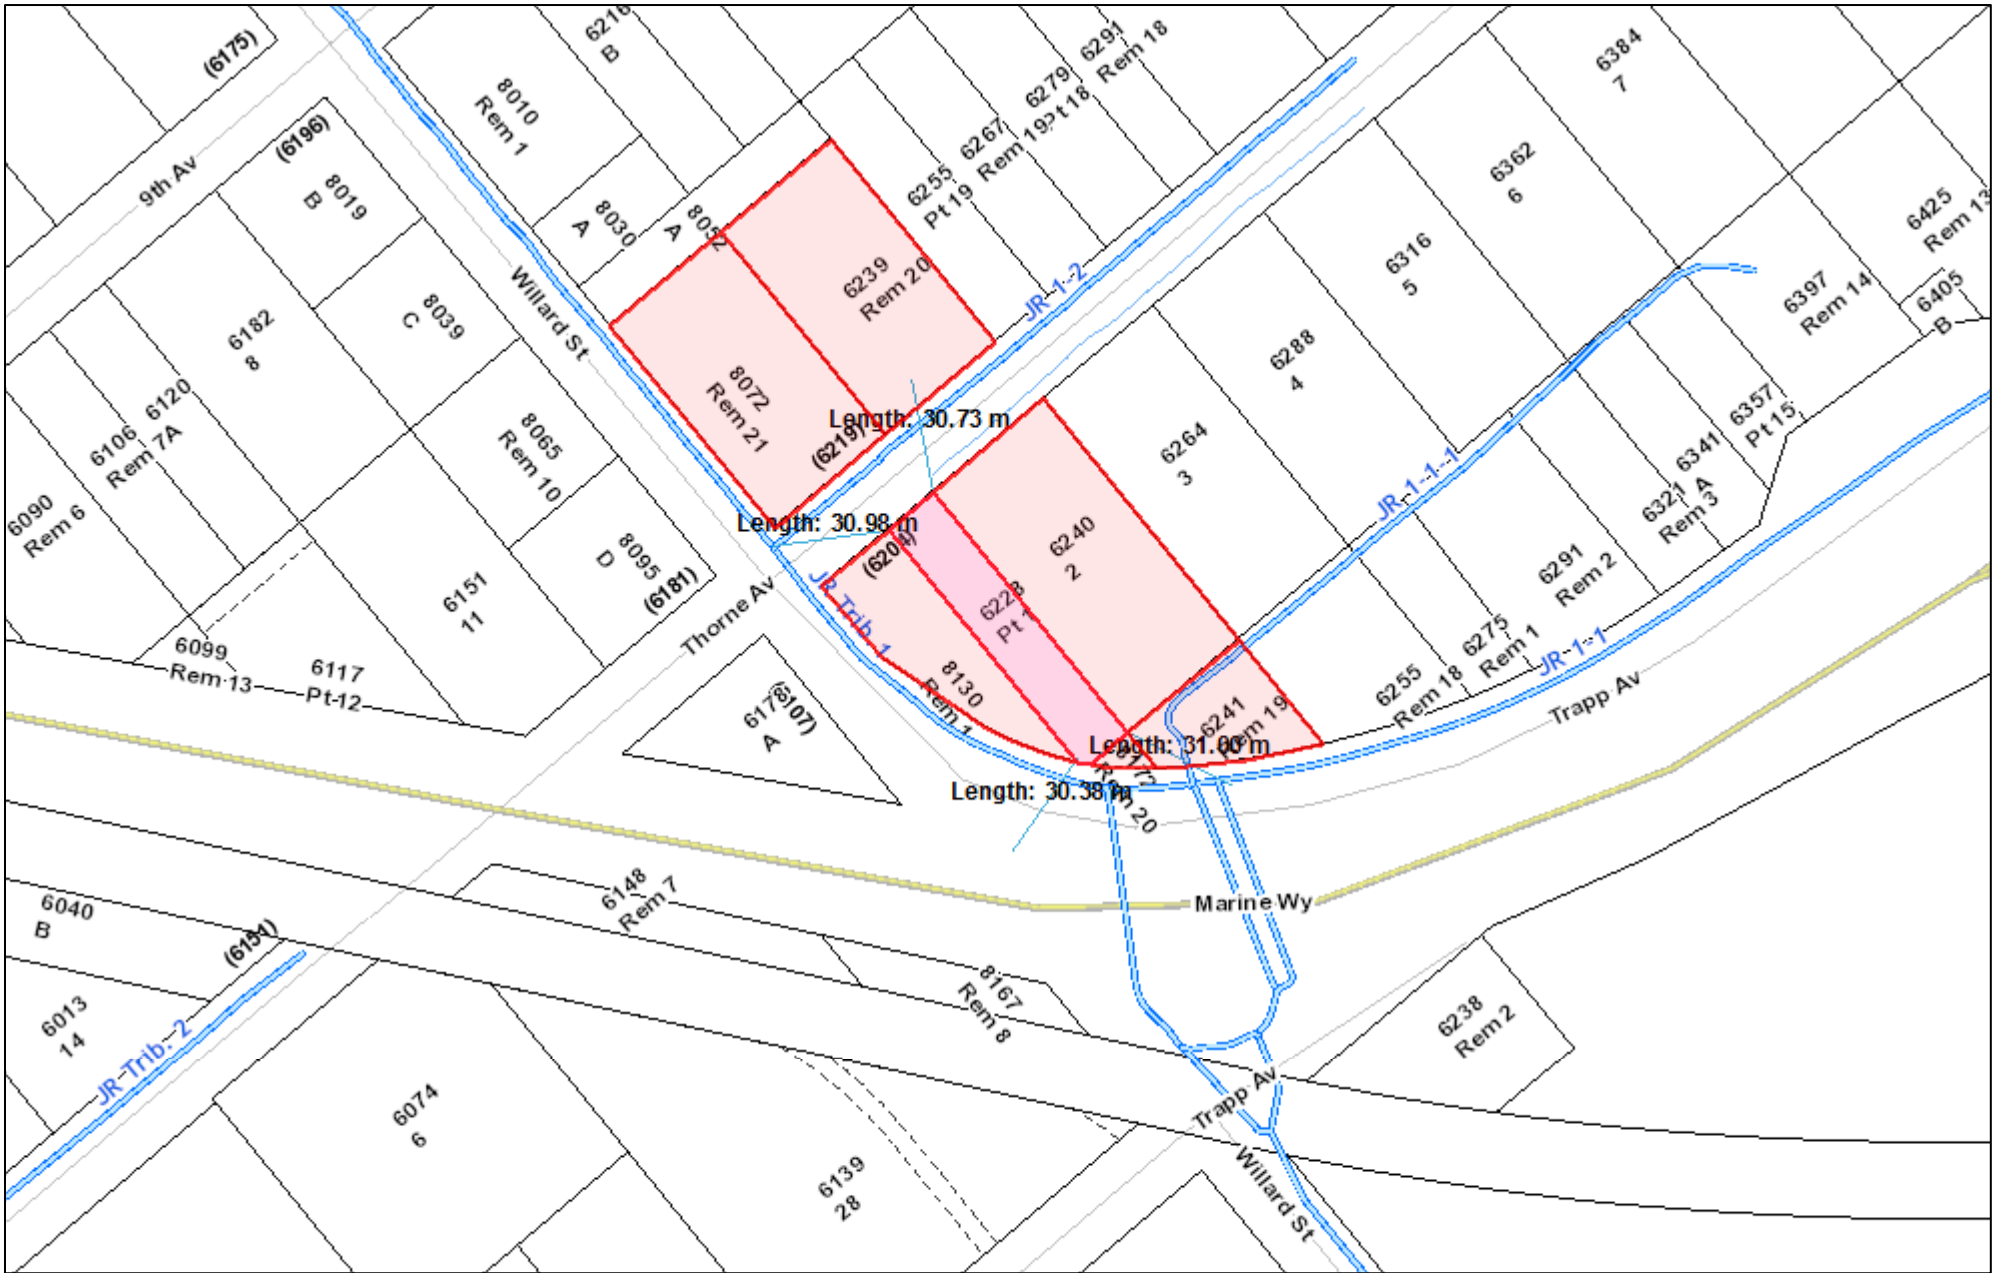 (6175)
6216
B
6291
Rem 18
6384
7
8010
Rem 1
6279
Pt 18
6267
Rem 19
(6196)
9th Av
8019
B
6255
Pt 19
6362
6
8030
A
8052
A
6425
Rem 13
6239
Rem 20
JR 1-2
6316
5
6397
Rem 14
6405
B
Willard St
6182
8
8039
C
6288
4
6120
6106
Rem 7A
8072
Rem 21
Length: 30.73 m
(6219)
8065
Rem 10
6264
3
6357
Pt 15
6341
A
6321
Rem 3
JR-1-1-1
6090
Rem 6
Length: 30.98 m
(6204)
6240
2
8095
D
(6181)
6151
11
Thorne Av
JR Trib. 1
6228
Pt 1
6291
Rem 2
6275
Rem 1
JR 1-1
6099
Rem 13
6117
Pt 12
8130
Rem 1
6255
Rem 18
Trapp Av
6178
A
(6107)
6241
Rem 19
Length: 31.00 m
Rem 20
Length: 30.38 m
Marine Wy
6148
Rem 7
6040
B
(6151)
8167
Rem 8
6238
Rem 2
6013
14
JR Trib. 2
6074
6
Trapp Av
6139
28
Willard St